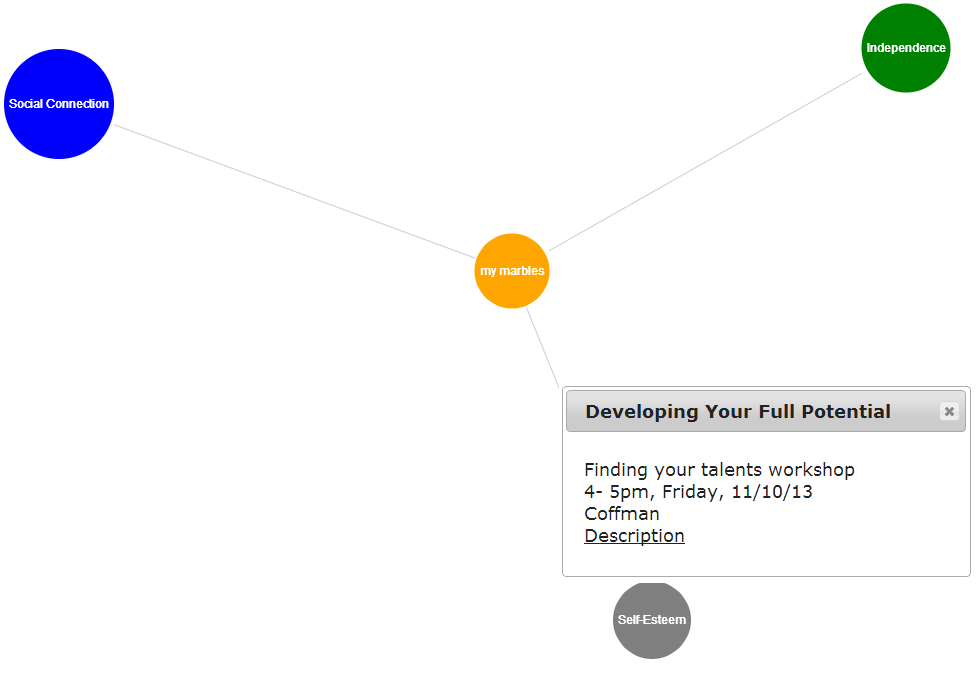 Independence
Social Connection
my marbles
Developing Your Full Potential
Finding your talents workshop
4- 5pm, Friday, 11/10/13
Coffman
Description
Self-Esteem